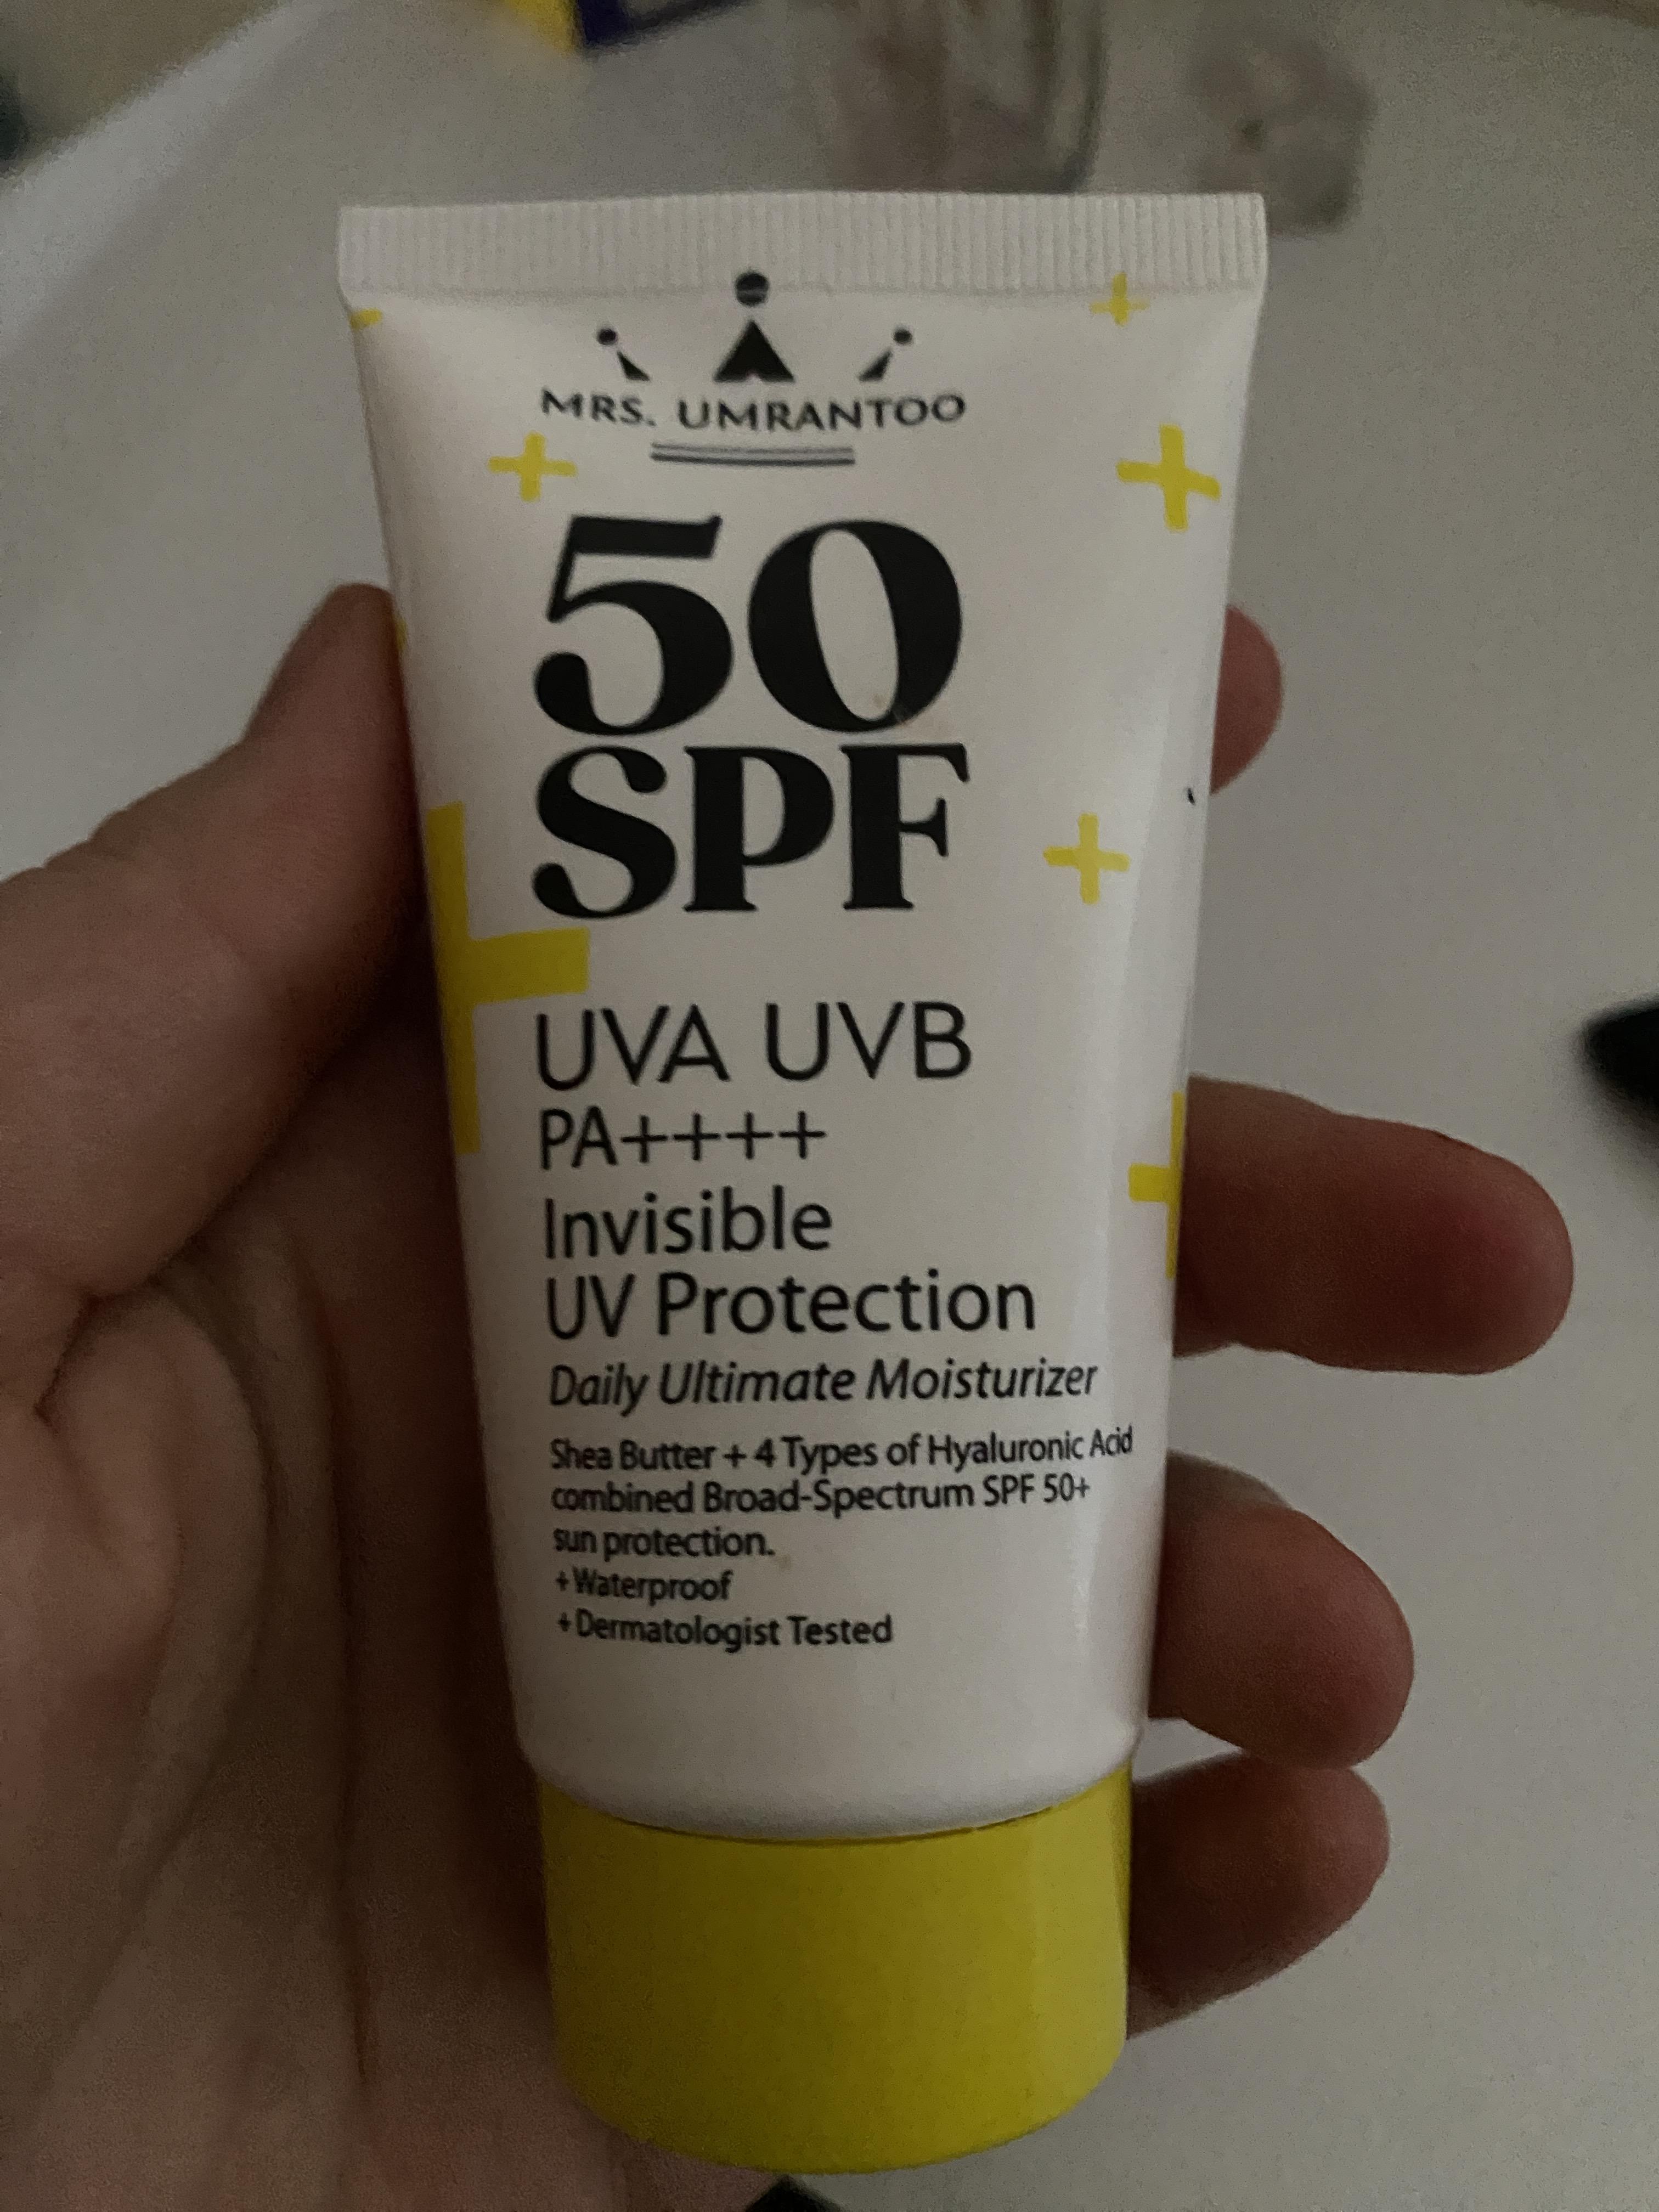 MRS. UMRANTOO
50
SPF
UVA UVB
PA++++
Invisible
UV Protection
Daily Ultimate Moisturizer
Shea Butter + 4 Types of Hyaluronic Acid
combined Broad-Spectrum SPF 50+
sun protection.
+Waterproof
+Dermatologist Tested